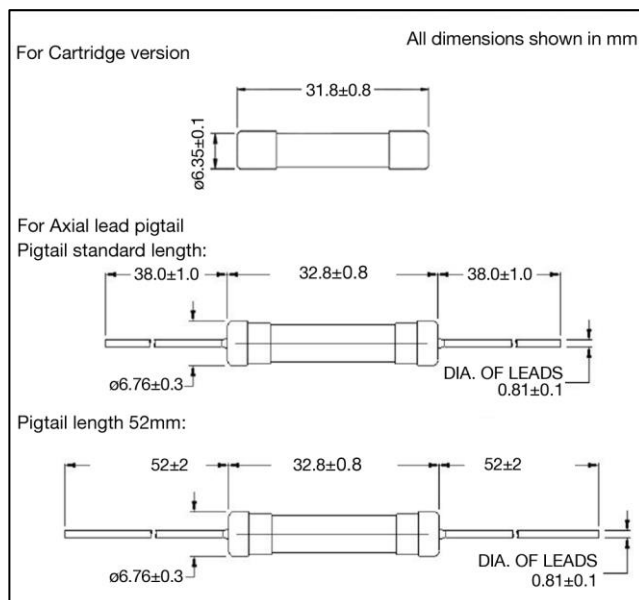 All dimensions shown in mm
For Cartridge version
31.8±0.8
ø6.35±0.1
For Axial lead pigtail
Pigtail standard length:
38.0±1.0 32.8±0.8 38.0±1.0
DIA. OF LEADS
ø6.76±0.3 0.81±0.1
Pigtail length 52mm:
52±2 32.8±0.8 52±2
DIA. OF LEADS
ø6.76±0.3 0.81±0.1